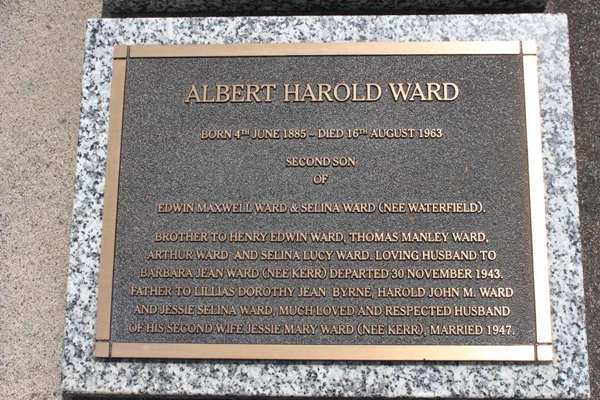 ALBERT HAROLD WARD
BORN 4TH JUNE 1885 – DIED 16TH AUGUST 1963
SECOND SON
OF
EDWIN MAXWELL WARD & SELINA WARD (NEE WATERFIELD).
BROTHER TO HENRY EDWIN WARD, THOMAS MANLEY WARD,
ARTHUR WARD AND SELINA LUCY WARD. LOVING HUSBAND TO
BARBARA JEAN WARD (NEE KERR) DEPARTED 30 NOVEMBER 1943.
FATHER TO LILLIAS DOROTHY JEAN BYRNE, HAROLD JOHN M. WARD
AND JESSIE SELINA WARD, MUCH LOVED AND RESPECTED HUSBAND
OF HIS SECOND WIFE JESSIE MARY WARD (NEE KERR), MARRIED 1947.